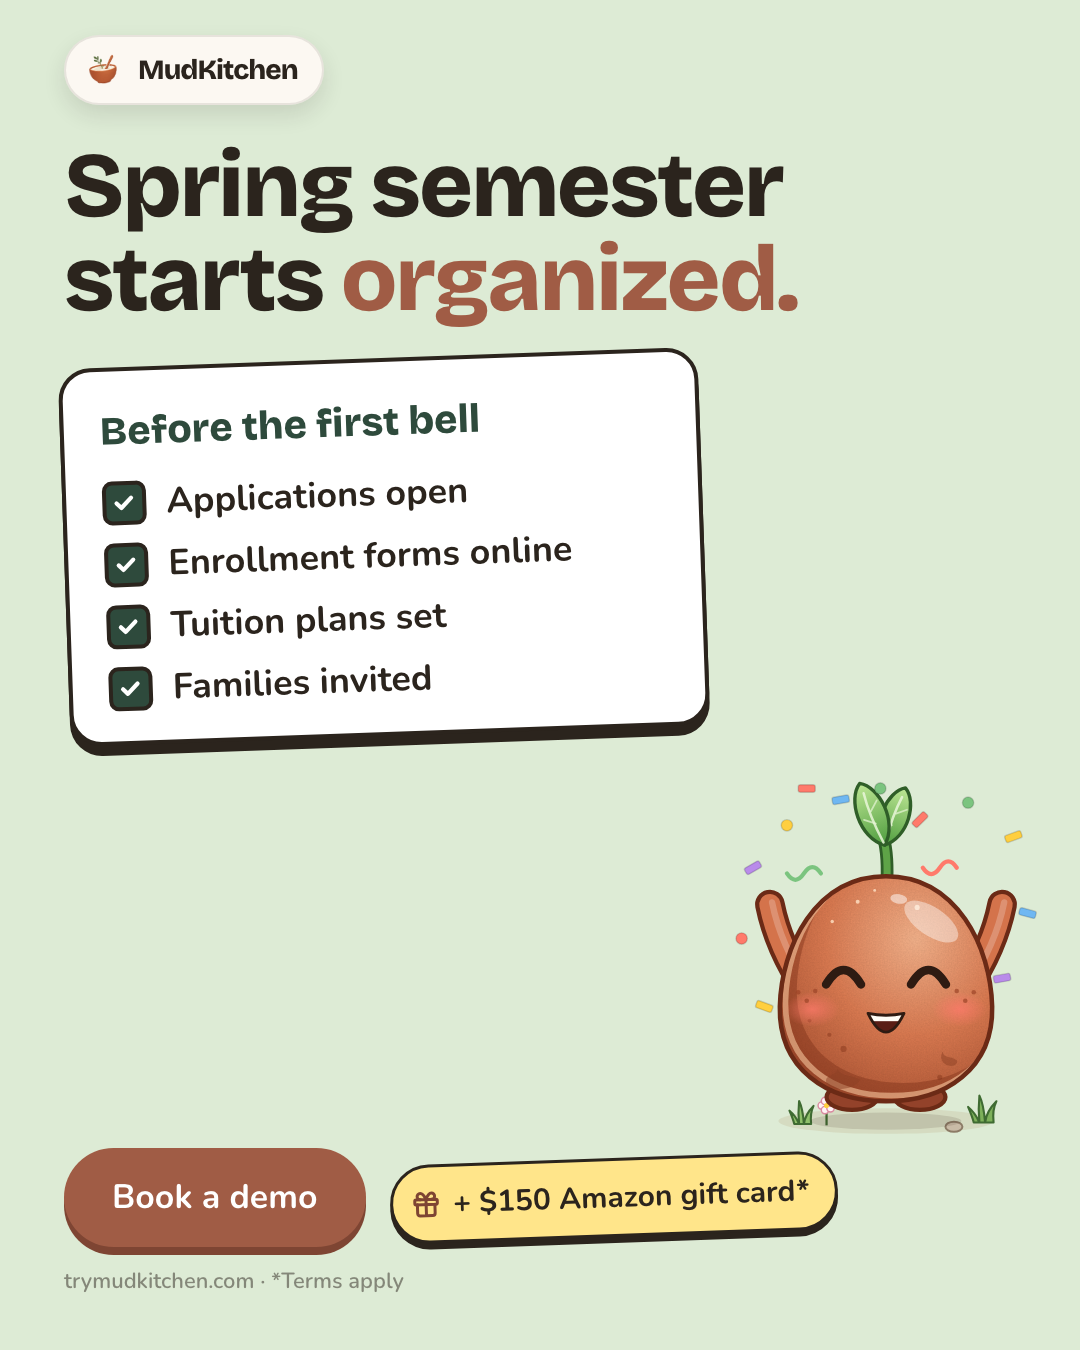 MudKitchen
Spring semester
starts organized.
Before the first bell
Applications open
Enrollment forms online
Tuition plans set
Families invited
Book a demo
+ $150 Amazon gift card*
trymudkitchen.com · *Terms apply